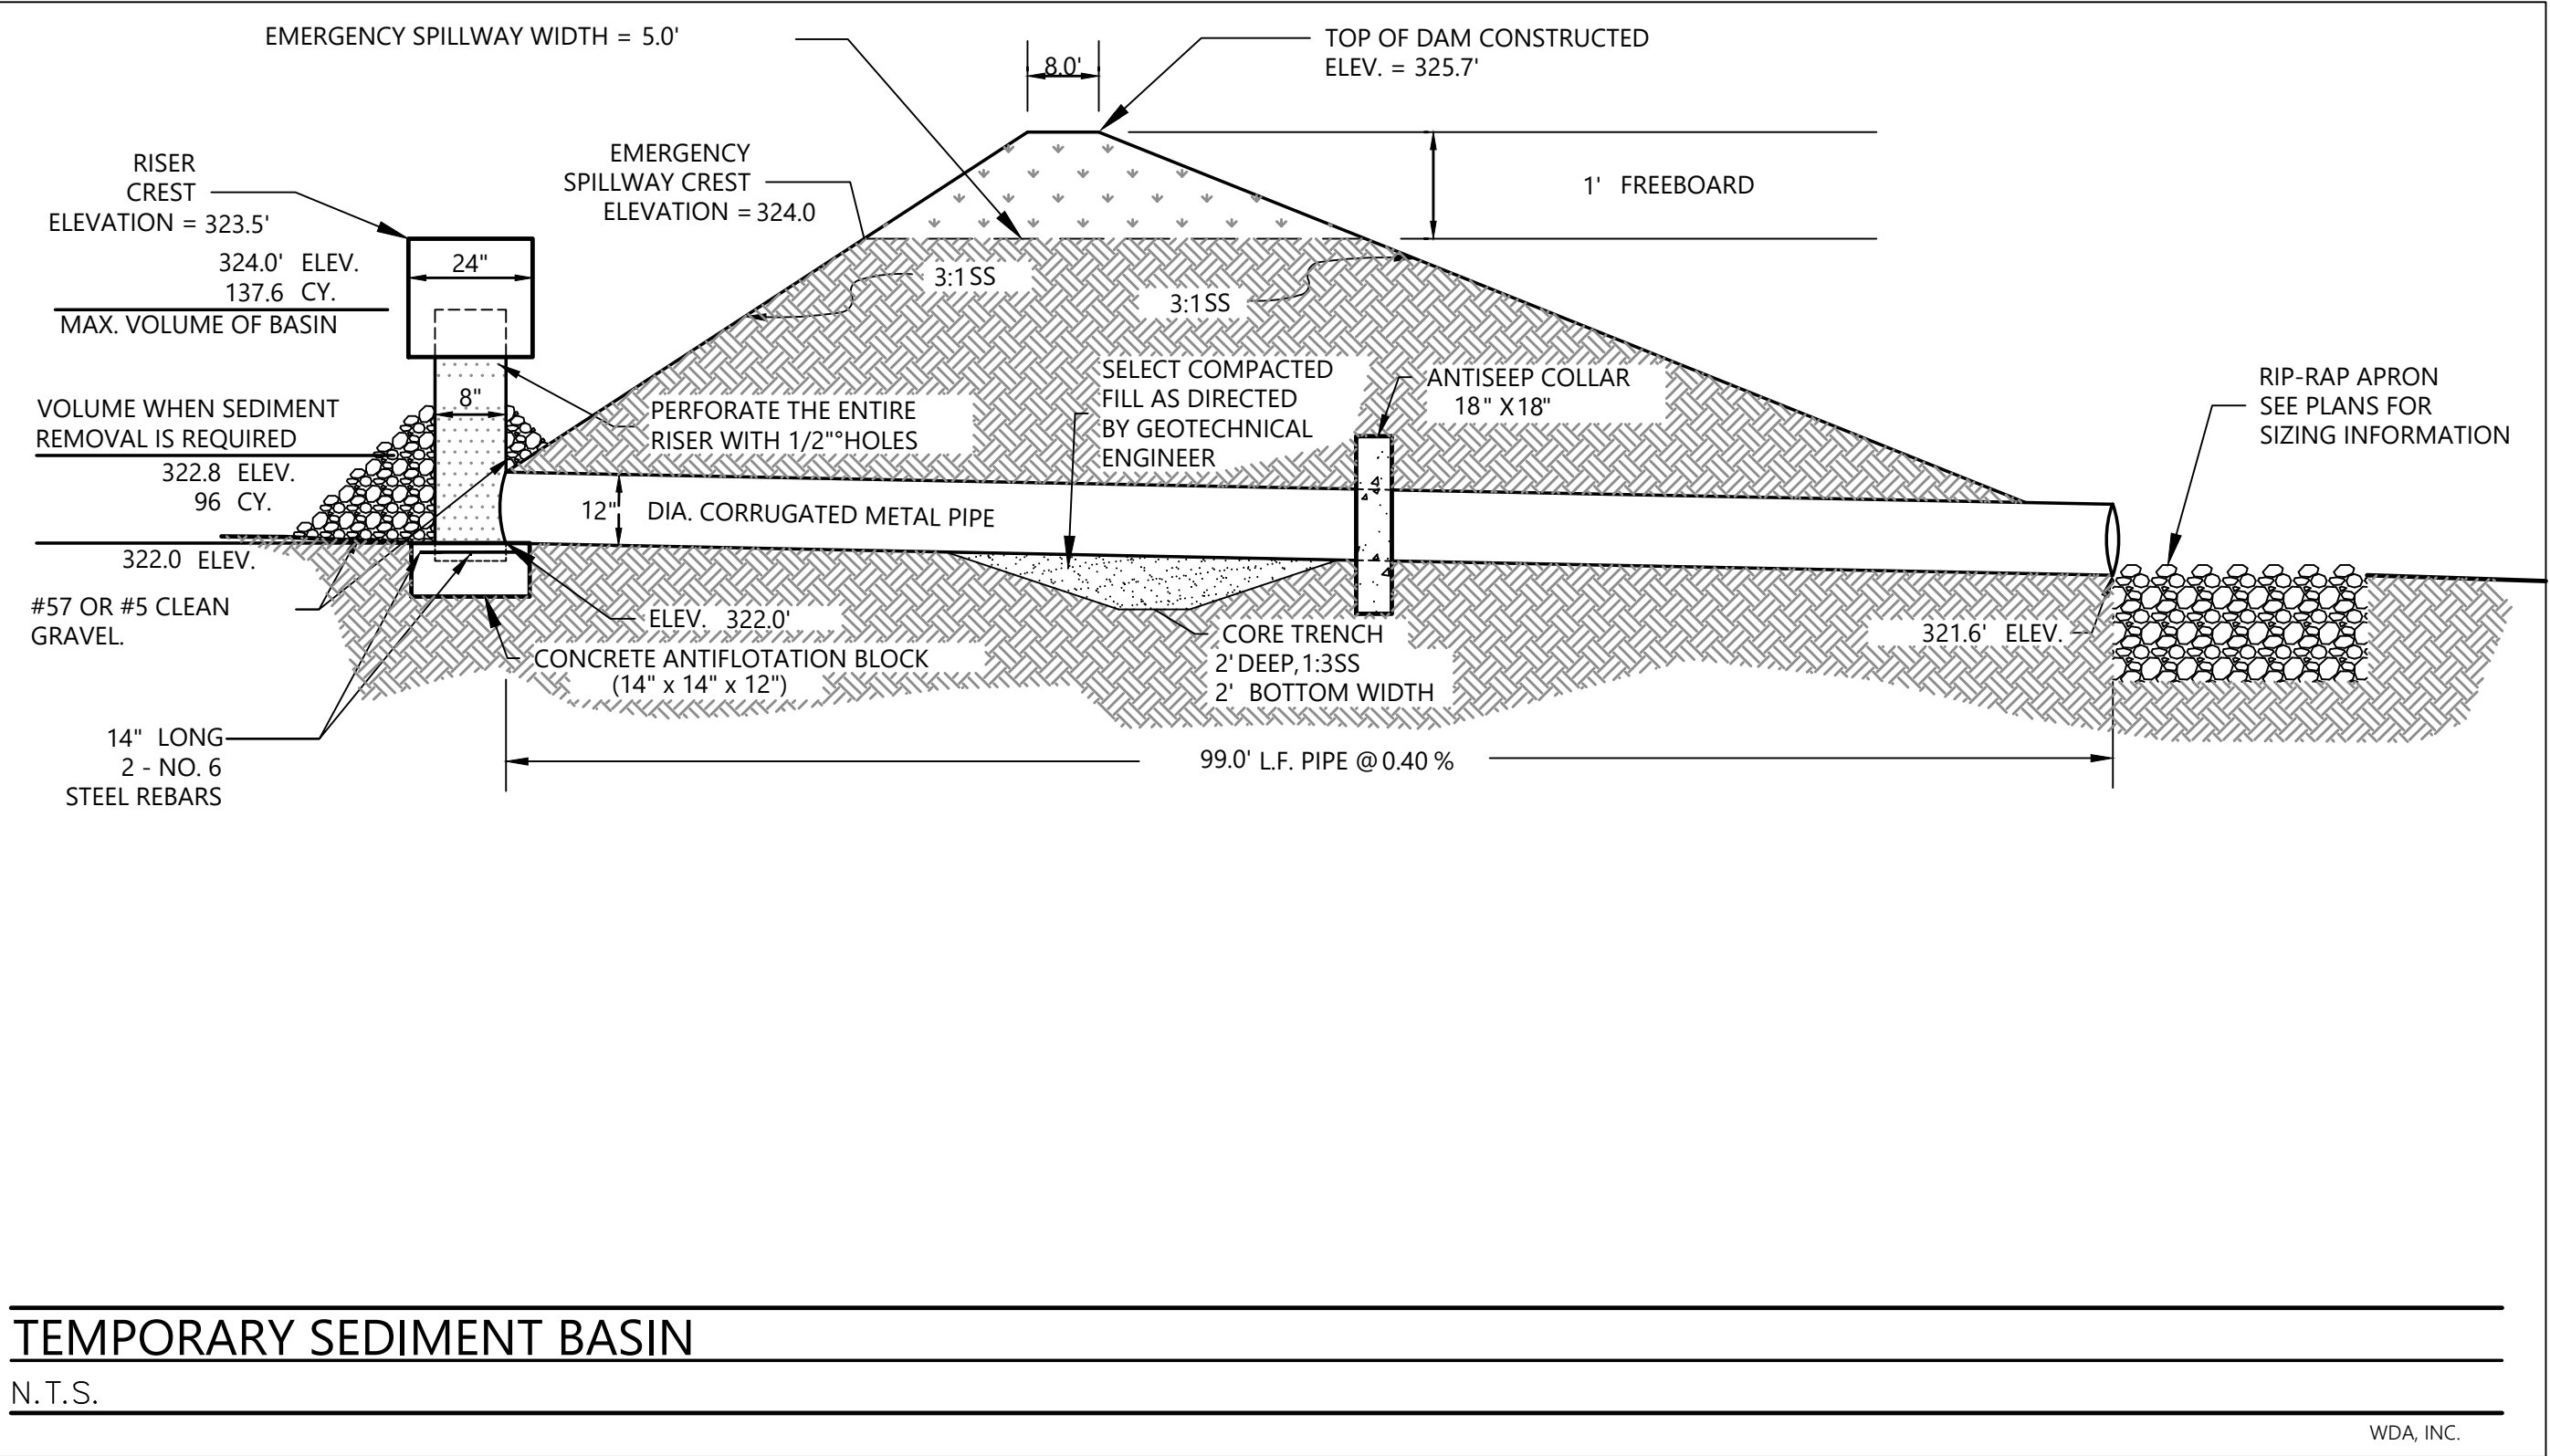 EMERGENCY SPILLWAY WIDTH = 5.0'
8.0'
TOP OF DAM CONSTRUCTED
ELEV. = 325.7'
RISER
CREST
ELEVATION = 323.5'
EMERGENCY
SPILLWAY CREST
ELEVATION = 324.0
1' FREEBOARD
324.0' ELEV.
137.6 CY.
MAX. VOLUME OF BASIN
24"
3:1 SS
3:1 SS
VOLUME WHEN SEDIMENT
REMOVAL IS REQUIRED
322.8 ELEV.
96 CY.
8"
PERFORATE THE ENTIRE
RISER WITH 1/2"°HOLES
SELECT COMPACTED
FILL AS DIRECTED
BY GEOTECHNICAL
ENGINEER
ANTISEEP COLLAR
18" X 18"
RIP-RAP APRON
SEE PLANS FOR
SIZING INFORMATION
12" DIA. CORRUGATED METAL PIPE
322.0 ELEV.
#57 OR #5 CLEAN
GRAVEL.
ELEV. 322.0'
CONCRETE ANTIFLOTATION BLOCK
(14" x 14" x 12")
CORE TRENCH
2' DEEP, 1:3SS
2' BOTTOM WIDTH
321.6' ELEV.
14" LONG
2 - NO. 6
STEEL REBARS
99.0' L.F. PIPE @ 0.40 %
TEMPORARY SEDIMENT BASIN
N.T.S.
WDA, INC.